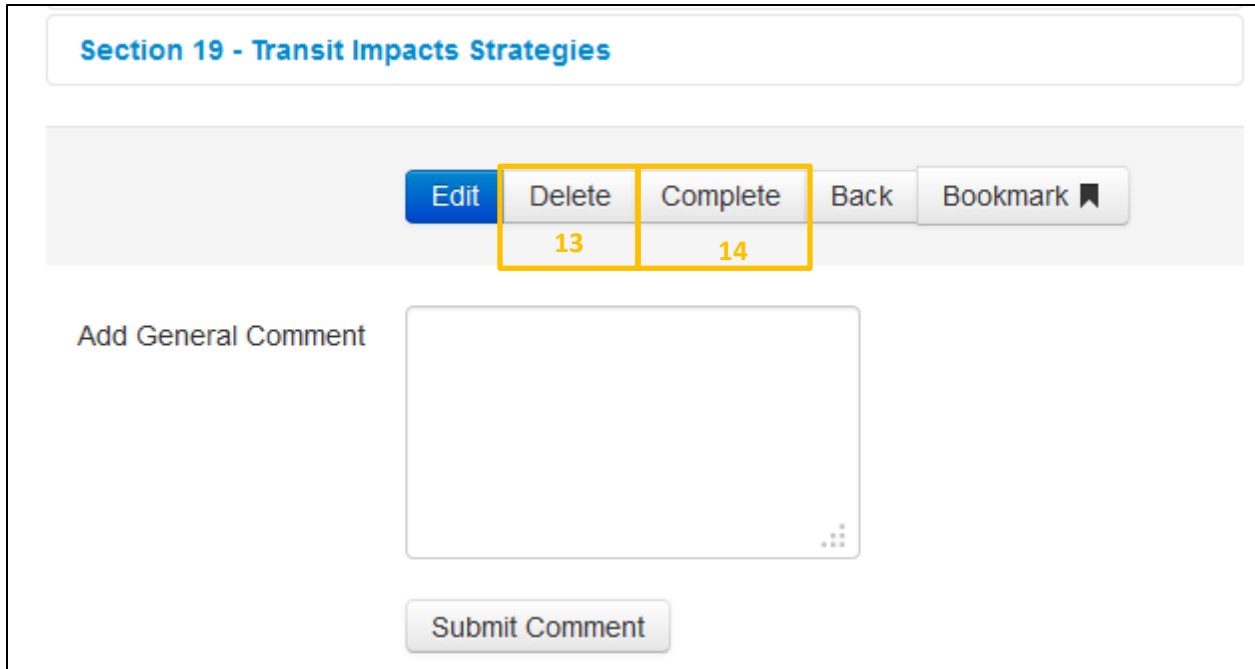 Section 19 - Transit Impacts Strategies
Edit Delete Complete Back Bookmark
13 14
Add General Comment
Submit Comment